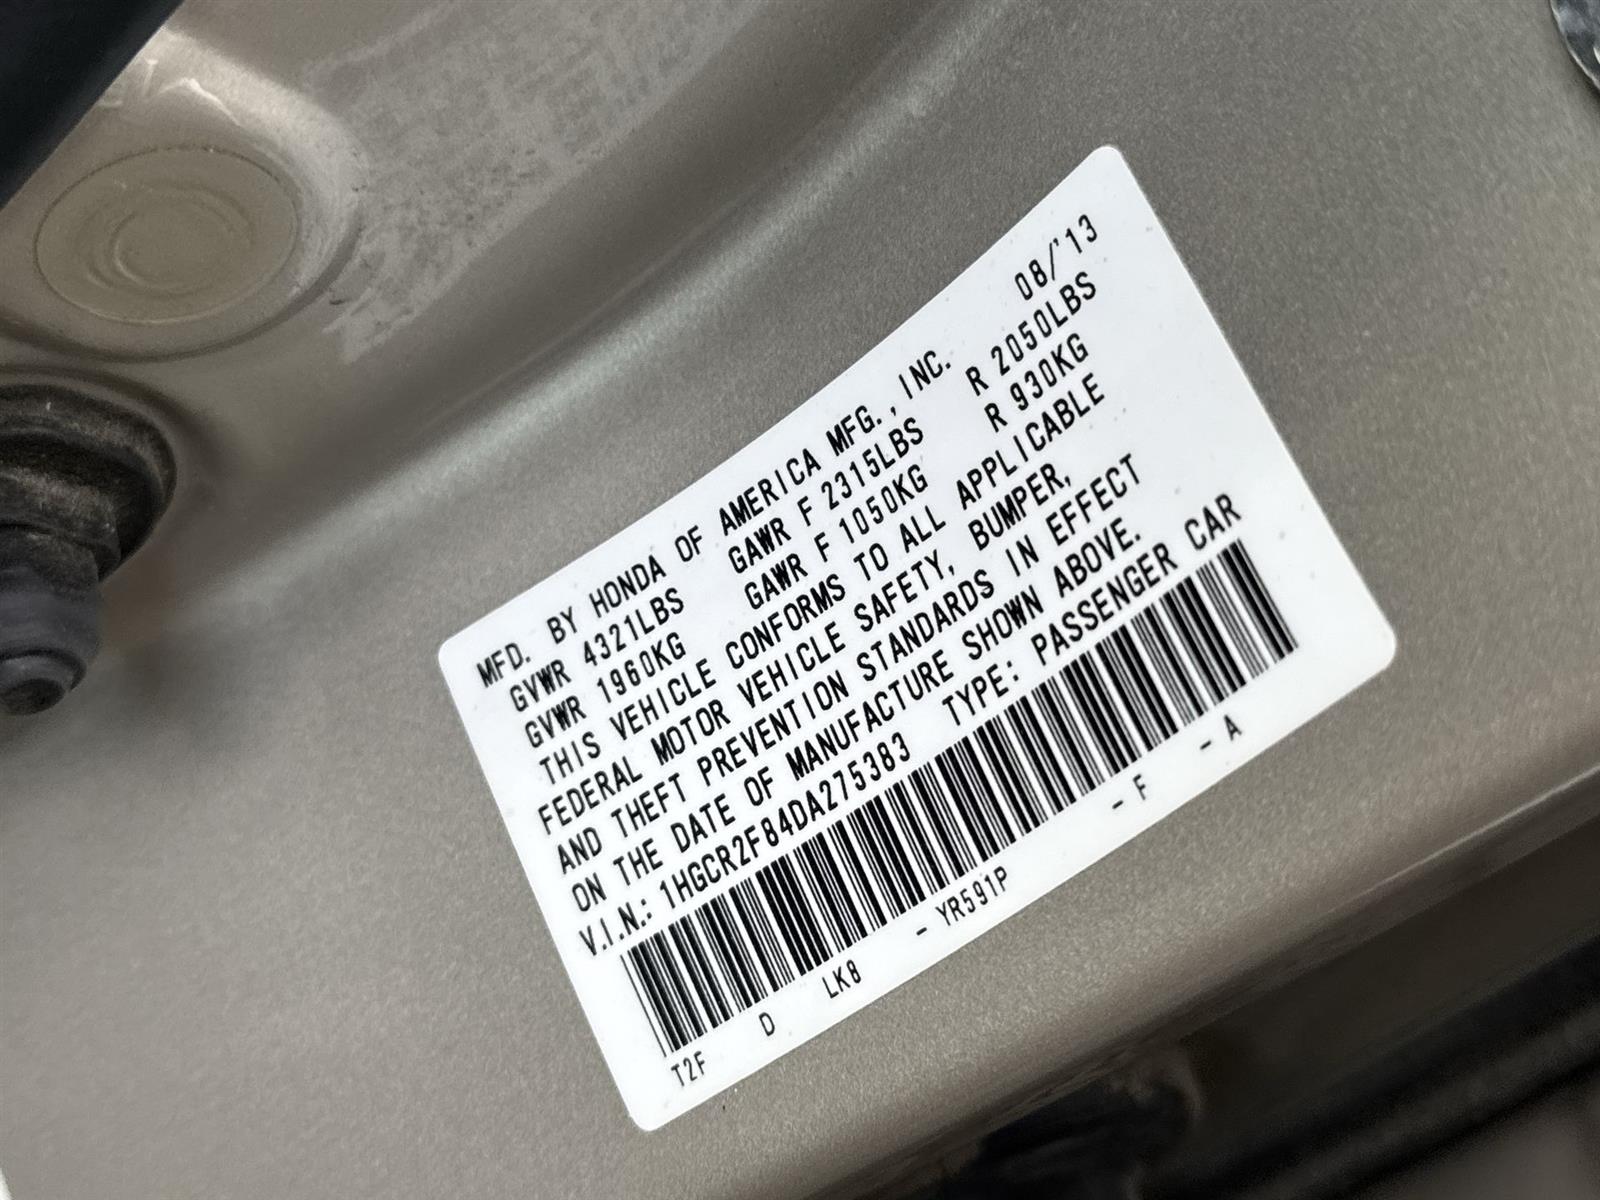 MFD. BY HONDA OF AMERICA MFG., INC. 08/'13
GVWR 4321LBS GAWR F 2315LBS R 2050LBS
GVWR 1960KG GAWR F 1050KG R 930KG
THIS VEHICLE CONFORMS TO ALL APPLICABLE
FEDERAL MOTOR VEHICLE SAFETY, BUMPER,
AND THEFT PREVENTION STANDARDS IN EFFECT
ON THE DATE OF MANUFACTURE SHOWN ABOVE.
V.I.N.: 1HGCR2F84DA275383 TYPE: PASSENGER CAR
T2F D LK8 - YR591P - F - A